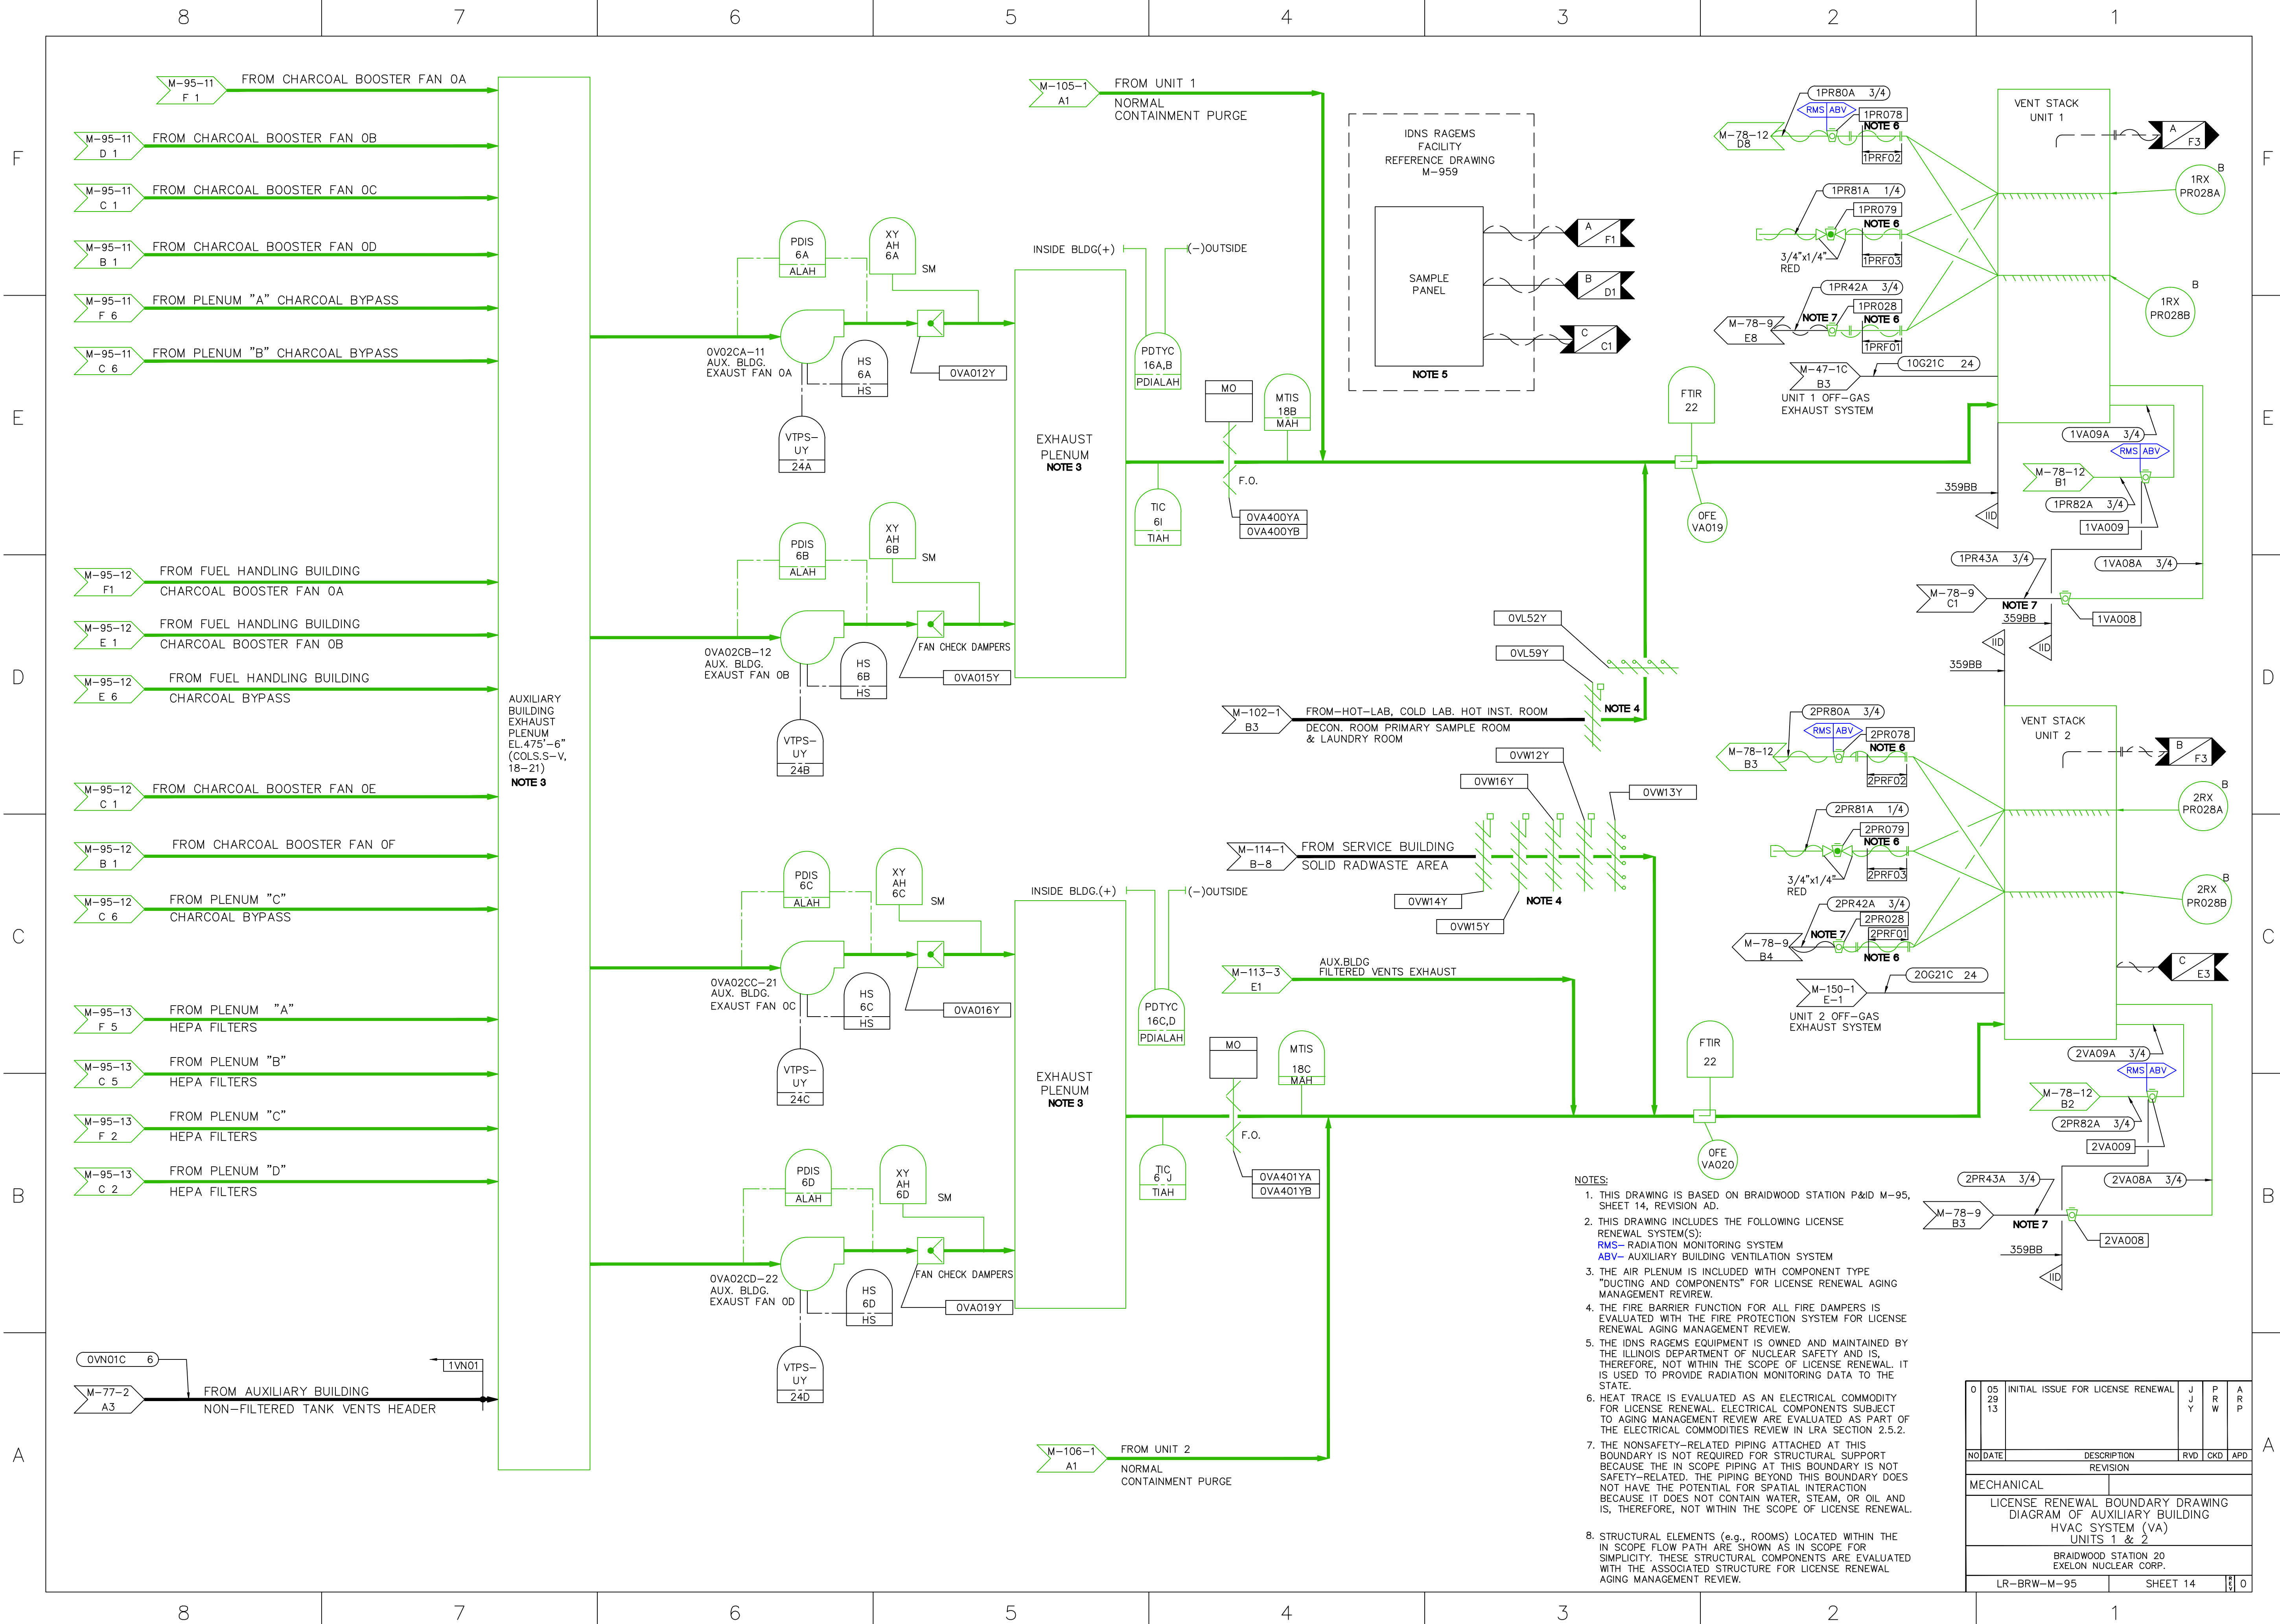 8
7
6
5
4
3
2
1
F
E
D
C
B
A
M-95-11
F 1
FROM CHARCOAL BOOSTER FAN 0A
M-95-11
D 1
FROM CHARCOAL BOOSTER FAN 0B
M-95-11
C 1
FROM CHARCOAL BOOSTER FAN 0C
M-95-11
B 1
FROM CHARCOAL BOOSTER FAN 0D
M-95-11
F 6
FROM PLENUM "A" CHARCOAL BYPASS
M-95-11
C 6
FROM PLENUM "B" CHARCOAL BYPASS
M-95-12
F1
FROM FUEL HANDLING BUILDING
CHARCOAL BOOSTER FAN 0A
M-95-12
E 1
FROM FUEL HANDLING BUILDING
CHARCOAL BOOSTER FAN 0B
M-95-12
E 6
FROM FUEL HANDLING BUILDING
CHARCOAL BYPASS
M-95-12
C 1
FROM CHARCOAL BOOSTER FAN 0E
M-95-12
B 1
FROM CHARCOAL BOOSTER FAN 0F
M-95-12
C 6
FROM PLENUM "C"
CHARCOAL BYPASS
M-95-13
F 5
FROM PLENUM "A"
HEPA FILTERS
M-95-13
C 5
FROM PLENUM "B"
HEPA FILTERS
M-95-13
F 2
FROM PLENUM "C"
HEPA FILTERS
M-95-13
C 2
FROM PLENUM "D"
HEPA FILTERS
0VN01C 6
1VN01
M-77-2
A3
FROM AUXILIARY BUILDING
NON-FILTERED TANK VENTS HEADER
AUXILIARY
BUILDING
EXHAUST
PLENUM
EL.475'-6"
(COLS.S-V,
18-21)
NOTE 3
PDIS
6A
ALAH
XY
AH
6A
SM
0V02CA-11
AUX. BLDG.
EXAUST FAN 0A
HS
6A
HS
0VA012Y
VTPS-
UY
24A
PDIS
6B
ALAH
XY
AH
6B
SM
0VA02CB-12
AUX. BLDG.
EXAUST FAN 0B
HS
6B
HS
FAN CHECK DAMPERS
0VA015Y
VTPS-
UY
24B
PDIS
6C
ALAH
XY
AH
6C
SM
0VA02CC-21
AUX. BLDG.
EXAUST FAN 0C
HS
6C
HS
0VA016Y
VTPS-
UY
24C
PDIS
6D
ALAH
XY
AH
6D
SM
0VA02CD-22
AUX. BLDG.
EXAUST FAN 0D
HS
6D
HS
FAN CHECK DAMPERS
0VA019Y
VTPS-
UY
24D
M-105-1
A1
FROM UNIT 1
NORMAL
CONTAINMENT PURGE
INSIDE BLDG(+)
(-)OUTSIDE
EXHAUST
PLENUM
NOTE 3
PDTYC
16A,B
PDIALAH
MO
MTIS
18B
MAH
F.O.
TIC
6I
TIAH
0VA400YA
0VA400YB
IDNS RAGEMS
FACILITY
REFERENCE DRAWING
M-959
SAMPLE
PANEL
NOTE 5
A
F1
B
D1
C
C1
FTIR
22
0FE
VA019
0VL52Y
0VL59Y
NOTE 4
M-102-1
B3
FROM-HOT-LAB, COLD LAB. HOT INST. ROOM
DECON. ROOM PRIMARY SAMPLE ROOM
& LAUNDRY ROOM
0VW12Y
0VW16Y
0VW13Y
M-114-1
B-8
FROM SERVICE BUILDING
SOLID RADWASTE AREA
0VW14Y
0VW15Y
NOTE 4
INSIDE BLDG.(+)
(-)OUTSIDE
M-113-3
E1
AUX.BLDG
FILTERED VENTS EXHAUST
EXHAUST
PLENUM
NOTE 3
PDTYC
16C,D
PDIALAH
MO
MTIS
18C
MAH
F.O.
TIC
6 J
TIAH
0VA401YA
0VA401YB
FTIR
22
0FE
VA020
M-106-1
A1
FROM UNIT 2
NORMAL
CONTAINMENT PURGE
1PR80A 3/4
RMS ABV
1PR078
NOTE 6
M-78-12
D8
1PRF02
1PR81A 1/4
1PR079
NOTE 6
3/4"x1/4"
RED
1PRF03
1PR42A 3/4
1PR028
NOTE 7
NOTE 6
M-78-9
E8
1PRF01
M-47-1C
B3
10G21C 24
UNIT 1 OFF-GAS
EXHAUST SYSTEM
VENT STACK
UNIT 1
A
F3
1RX
PR028A
B
1RX
PR028B
B
1VA09A 3/4
RMS ABV
M-78-12
B1
1PR82A 3/4
1VA009
359BB
IID
1PR43A 3/4
1VA08A 3/4
M-78-9
C1
NOTE 7
359BB
1VA008
IID
IID
359BB
2PR80A 3/4
RMS ABV
2PR078
NOTE 6
M-78-12
B3
2PRF02
2PR81A 1/4
2PR079
NOTE 6
3/4"x1/4"
RED
2PRF03
2PR42A 3/4
2PR028
NOTE 7
2PRF01
M-78-9
B4
NOTE 6
M-150-1
E-1
20G21C 24
UNIT 2 OFF-GAS
EXHAUST SYSTEM
VENT STACK
UNIT 2
B
F3
2RX
PR028A
B
2RX
PR028B
B
C
E3
2VA09A 3/4
RMS ABV
M-78-12
B2
2PR82A 3/4
2VA009
2PR43A 3/4
2VA08A 3/4
M-78-9
B3
NOTE 7
2VA008
359BB
IID
NOTES:
1. THIS DRAWING IS BASED ON BRAIDWOOD STATION P&ID M-95,
SHEET 14, REVISION AD.
2. THIS DRAWING INCLUDES THE FOLLOWING LICENSE
RENEWAL SYSTEM(S):
RMS- RADIATION MONITORING SYSTEM
ABV- AUXILIARY BUILDING VENTILATION SYSTEM
3. THE AIR PLENUM IS INCLUDED WITH COMPONENT TYPE
"DUCTING AND COMPONENTS" FOR LICENSE RENEWAL AGING
MANAGEMENT REVIREW.
4. THE FIRE BARRIER FUNCTION FOR ALL FIRE DAMPERS IS
EVALUATED WITH THE FIRE PROTECTION SYSTEM FOR LICENSE
RENEWAL AGING MANAGEMENT REVIEW.
5. THE IDNS RAGEMS EQUIPMENT IS OWNED AND MAINTAINED BY
THE ILLINOIS DEPARTMENT OF NUCLEAR SAFETY AND IS,
THEREFORE, NOT WITHIN THE SCOPE OF LICENSE RENEWAL. IT
IS USED TO PROVIDE RADIATION MONITORING DATA TO THE
STATE.
6. HEAT TRACE IS EVALUATED AS AN ELECTRICAL COMMODITY
FOR LICENSE RENEWAL. ELECTRICAL COMPONENTS SUBJECT
TO AGING MANAGEMENT REVIEW ARE EVALUATED AS PART OF
THE ELECTRICAL COMMODITIES REVIEW IN LRA SECTION 2.5.2.
7. THE NONSAFETY-RELATED PIPING ATTACHED AT THIS
BOUNDARY IS NOT REQUIRED FOR STRUCTURAL SUPPORT
BECAUSE THE IN SCOPE PIPING AT THIS BOUNDARY IS NOT
SAFETY-RELATED. THE PIPING BEYOND THIS BOUNDARY DOES
NOT HAVE THE POTENTIAL FOR SPATIAL INTERACTION
BECAUSE IT DOES NOT CONTAIN WATER, STEAM, OR OIL AND
IS, THEREFORE, NOT WITHIN THE SCOPE OF LICENSE RENEWAL.
8. STRUCTURAL ELEMENTS (e.g., ROOMS) LOCATED WITHIN THE
IN SCOPE FLOW PATH ARE SHOWN AS IN SCOPE FOR
SIMPLICITY. THESE STRUCTURAL COMPONENTS ARE EVALUATED
WITH THE ASSOCIATED STRUCTURE FOR LICENSE RENEWAL
AGING MANAGEMENT REVIEW.
0 05 29 13 INITIAL ISSUE FOR LICENSE RENEWAL JJY PRW ARP
NO DATE DESCRIPTION RVD CKD APD
REVISION
MECHANICAL
LICENSE RENEWAL BOUNDARY DRAWING
DIAGRAM OF AUXILIARY BUILDING
HVAC SYSTEM (VA)
UNITS 1 & 2
BRAIDWOOD STATION 20
EXELON NUCLEAR CORP.
LR-BRW-M-95 SHEET 14 REV 0
8
7
6
5
4
3
2
1
F
E
D
C
B
A